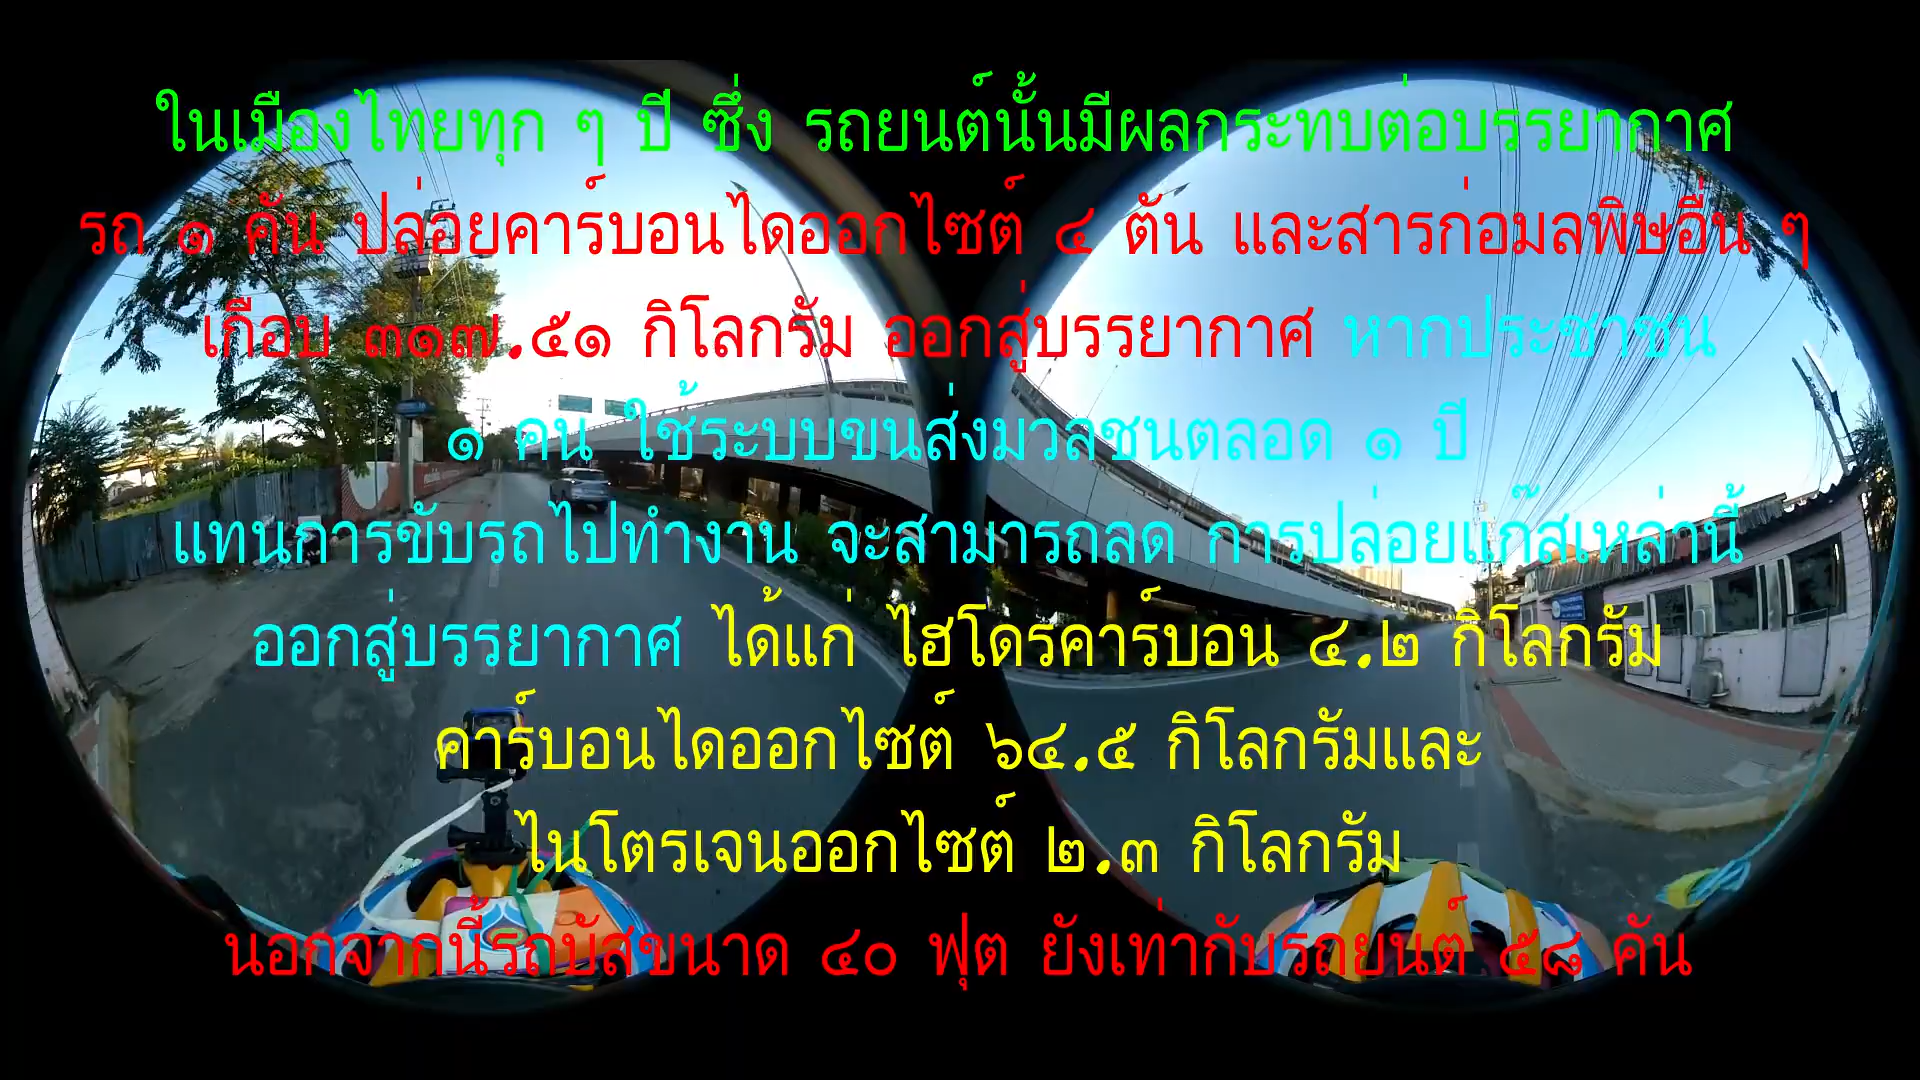 ในเมืองไทยทุก ๆ ปี ซึ่ง รถยนต์นั้นมีผลกระทบต่อบรรยากาศ
รถ ๑ คัน ปล่อยคาร์บอนไดออกไซต์ ๔ ตัน และสารก่อมลพิษอื่น ๆ
เกือบ ๓๑๗.๕๑ กิโลกรัม ออกสู่บรรยากาศ หากประชาชน
๑ คน ใช้ระบบขนส่งมวลชนตลอด ๑ ปี
แทนการขับรถไปทำงาน จะสามารถลด การปล่อยแก๊สเหล่านี้
ออกสู่บรรยากาศ ได้แก่ ไฮโดรคาร์บอน ๔.๒ กิโลกรัม
คาร์บอนไดออกไซต์ ๖๔.๕ กิโลกรัมและ
ไนโตรเจนออกไซต์ ๒.๓ กิโลกรัม
นอกจากนี้รถบัสขนาด ๔๐ ฟุต ยังเท่ากับรถยนต์ ๕๘ คัน